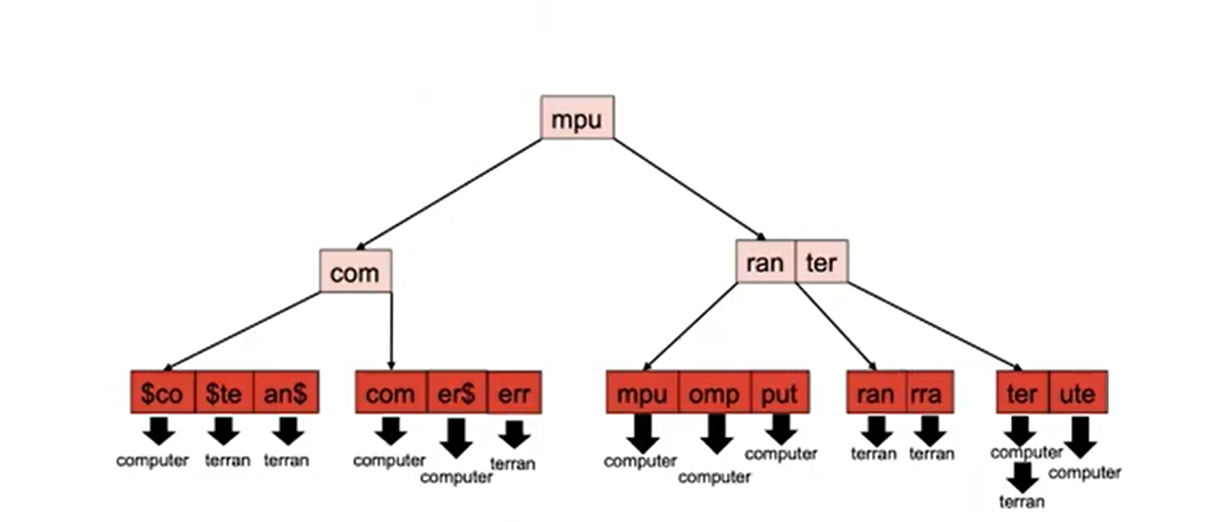 mpu
com
ran ter
$co $te an$ com er$ err mpu omp put ran rra ter ute
computer terran terran computer computer terran computer computer computer terran terran computer computer
terran